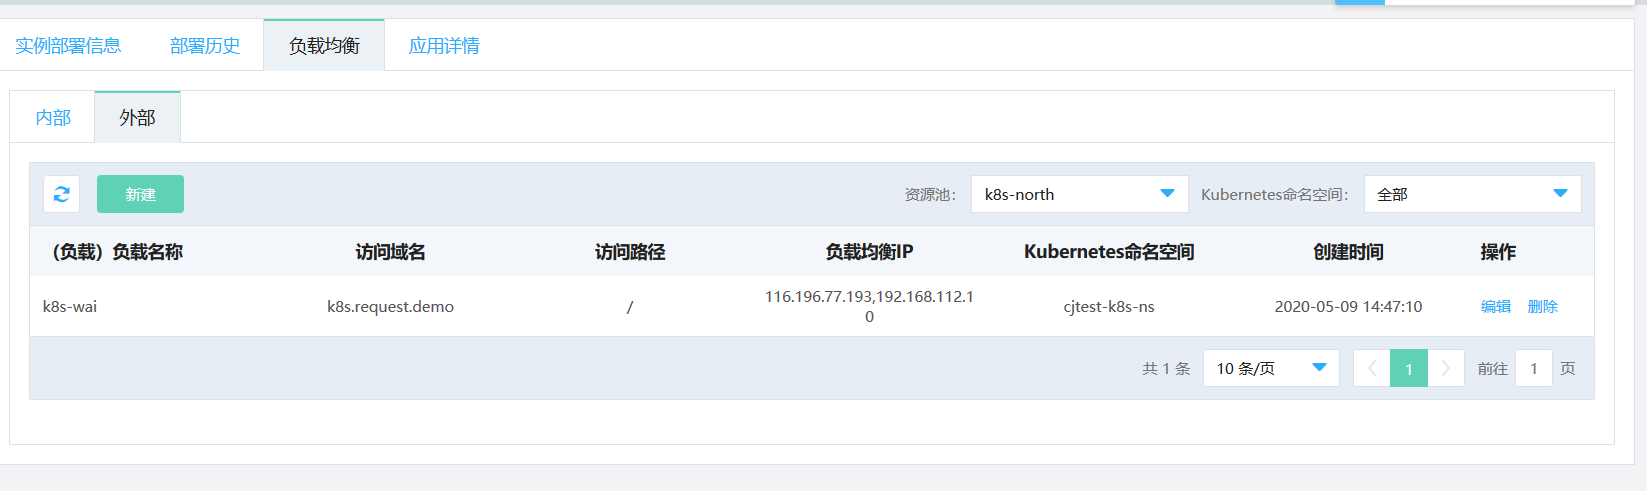 实例部署信息 部署历史 负载均衡 应用详情
内部 外部
新建 资源池： k8s-north Kubernetes命名空间： 全部
（负载）负载名称 访问域名 访问路径 负载均衡IP Kubernetes命名空间 创建时间 操作
k8s-wai k8s.request.demo / 116.196.77.193,192.168.112.1
0 cjtest-k8s-ns 2020-05-09 14:47:10 编辑 删除
共 1 条 10 条/页 1 前往 1 页